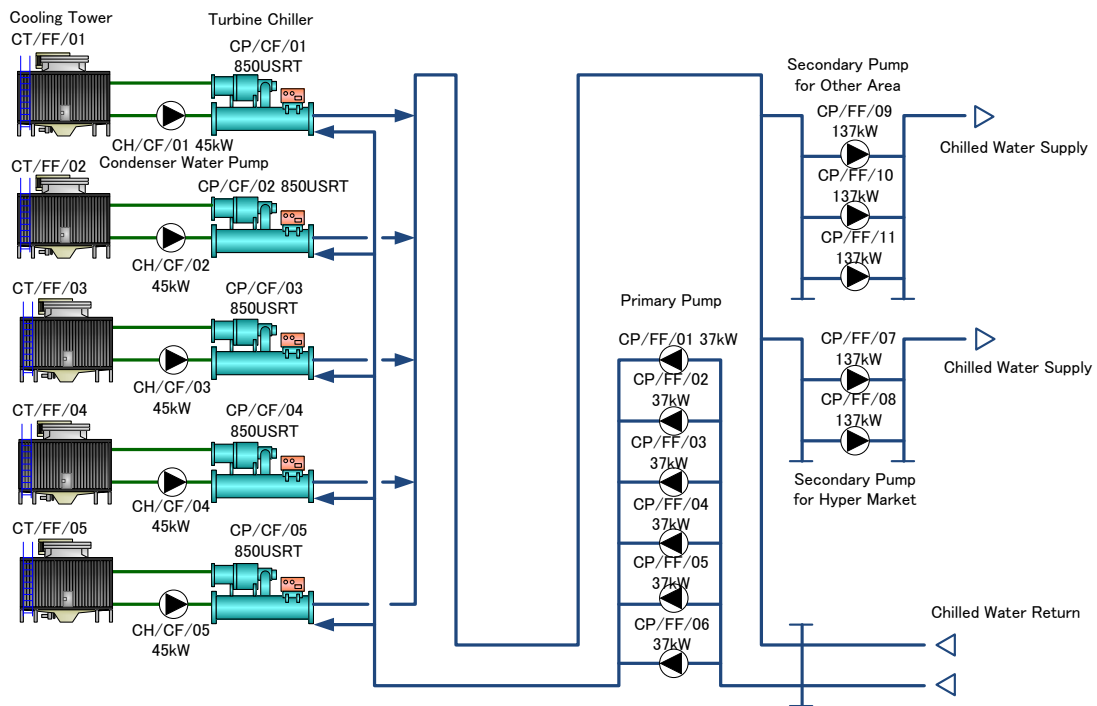 Cooling Tower
Turbine Chiller
CT/FF/01
CP/CF/01
850USRT
CH/CF/01 45kW
Condenser Water Pump
CT/FF/02
CP/CF/02 850USRT
CH/CF/02
45kW
CT/FF/03
CP/CF/03
850USRT
CH/CF/03
45kW
CT/FF/04
CP/CF/04
850USRT
CH/CF/04
45kW
CT/FF/05
CP/CF/05
850USRT
CH/CF/05
45kW
Primary Pump
CP/FF/01 37kW
CP/FF/02
37kW
CP/FF/03
37kW
CP/FF/04
37kW
CP/FF/05
37kW
CP/FF/06
37kW
Secondary Pump
for Other Area
CP/FF/09
137kW
CP/FF/10
137kW
CP/FF/11
137kW
Chilled Water Supply
CP/FF/07
137kW
CP/FF/08
137kW
Chilled Water Supply
Secondary Pump
for Hyper Market
Chilled Water Return